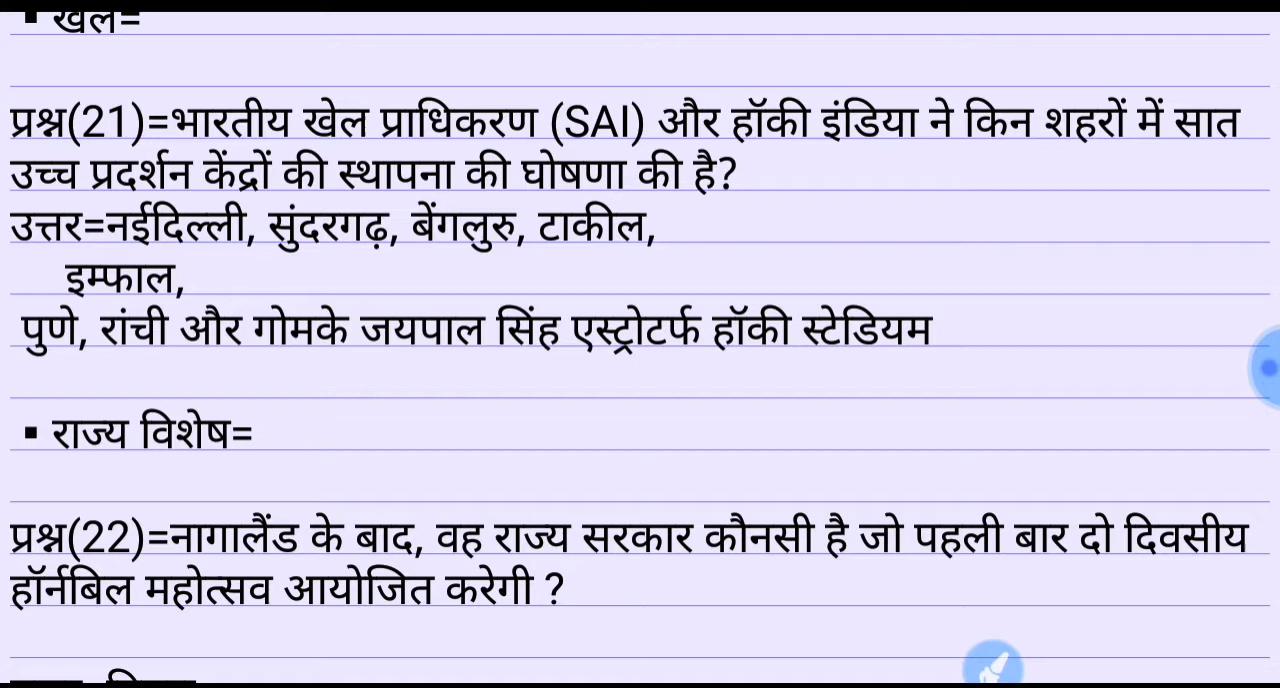 ▪ खेल=
प्रश्न(21)=भारतीय खेल प्राधिकरण (SAI) और हॉकी इंडिया ने किन शहरों में सात
उच्च प्रदर्शन केंद्रों की स्थापना की घोषणा की है?
उत्तर=नईदिल्ली, सुंदरगढ़, बेंगलुरु, टाकील,
इम्फाल,
पुणे, रांची और गोमके जयपाल सिंह एस्ट्रोटर्फ हॉकी स्टेडियम
▪ राज्य विशेष=
प्रश्न(22)=नागालैंड के बाद, वह राज्य सरकार कौनसी है जो पहली बार दो दिवसीय
हॉर्नबिल महोत्सव आयोजित करेगी ?